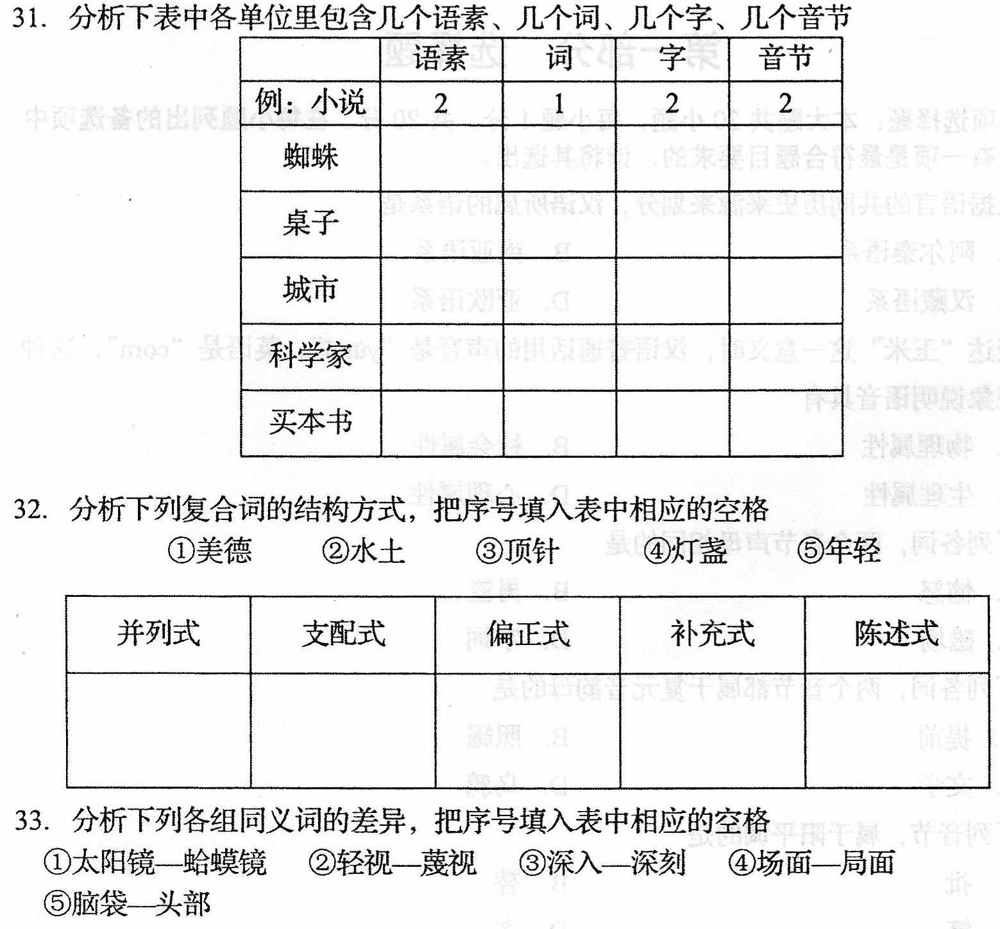 31. 分析下表中各单位里包含几个语素、几个词、几个字、几个音节
语素 词 字 音节
例：小说 2 1 2 2
蜘蛛
桌子
城市
科学家
买本书
32. 分析下列复合词的结构方式，把序号填入表中相应的空格
①美德 ②水土 ③顶针 ④灯盏 ⑤年轻
并列式 支配式 偏正式 补充式 陈述式
33. 分析下列各组同义词的差异，把序号填入表中相应的空格
①太阳镜—蛤蟆镜 ②轻视—蔑视 ③深入—深刻 ④场面—局面
⑤脑袋—头部